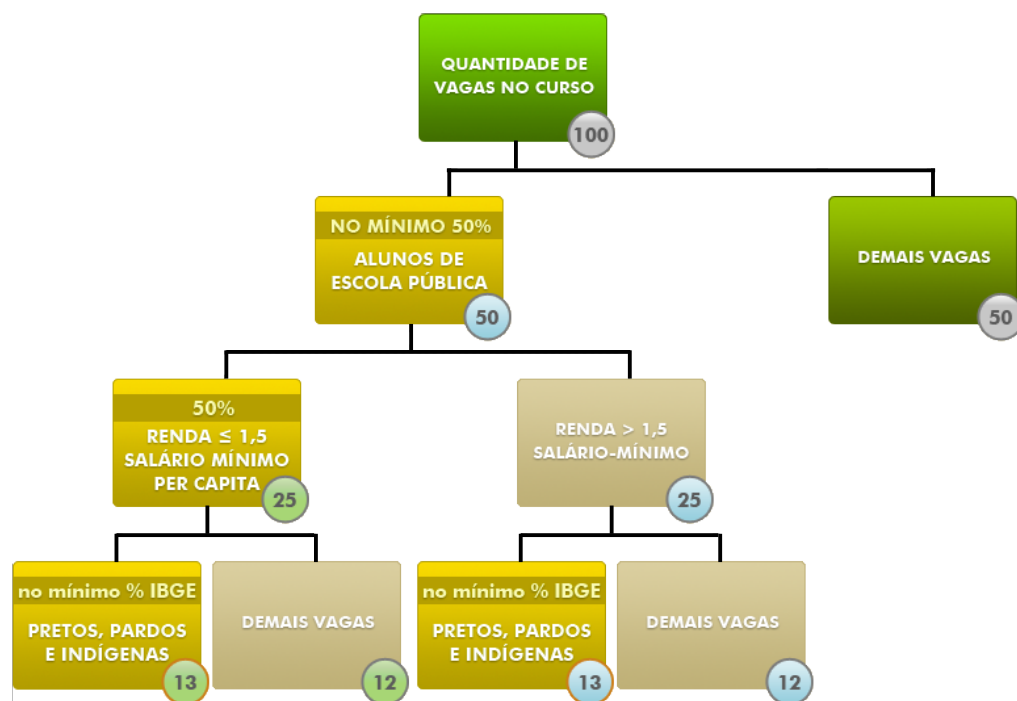 QUANTIDADE DE
VAGAS NO CURSO
100
NO MÍNIMO 50%
ALUNOS DE
ESCOLA PÚBLICA
50
DEMAIS VAGAS
50
50%
RENDA ≤ 1,5
SALÁRIO MÍNIMO
PER CAPITA
25
RENDA > 1,5
SALÁRIO-MÍNIMO
25
no mínimo % IBGE
PRETOS, PARDOS
E INDÍGENAS
13
DEMAIS VAGAS
12
no mínimo % IBGE
PRETOS, PARDOS
E INDÍGENAS
13
DEMAIS VAGAS
12